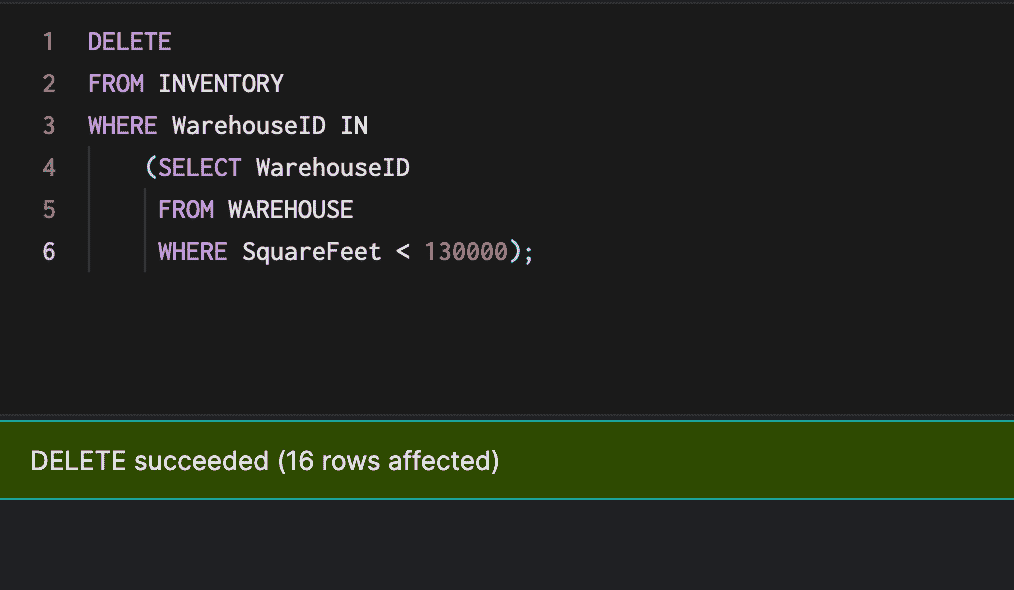 1 DELETE
2 FROM INVENTORY
3 WHERE WarehouseID IN
4 (SELECT WarehouseID
5 FROM WAREHOUSE
6 WHERE SquareFeet < 130000);
DELETE succeeded (16 rows affected)